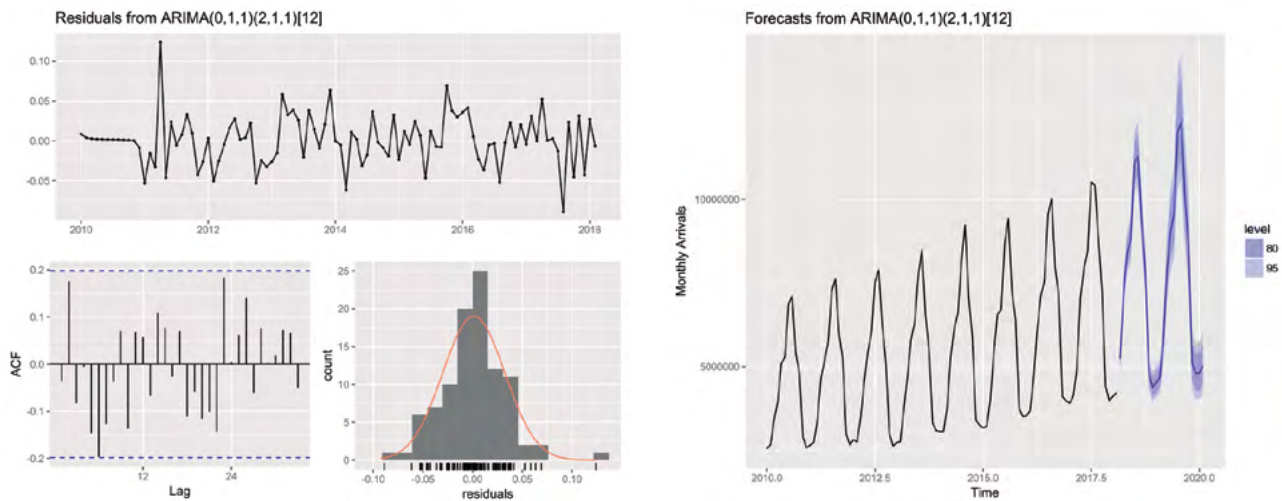 Residuals from ARIMA(0,1,1)(2,1,1)[12]
0.10
0.05
0.00
-0.05
2010 2012 2014 2016 2018
0.2
0.1
0.0
-0.1
-0.2
ACF
12 24
Lag
25
20
15
10
5
0
count
-0.10 -0.05 0.00 0.05 0.10
residuals
Forecasts from ARIMA(0,1,1)(2,1,1)[12]
Monthly Arrivals
10000000
5000000
2010.0 2012.5 2015.0 2017.5 2020.0
Time
level
80
95